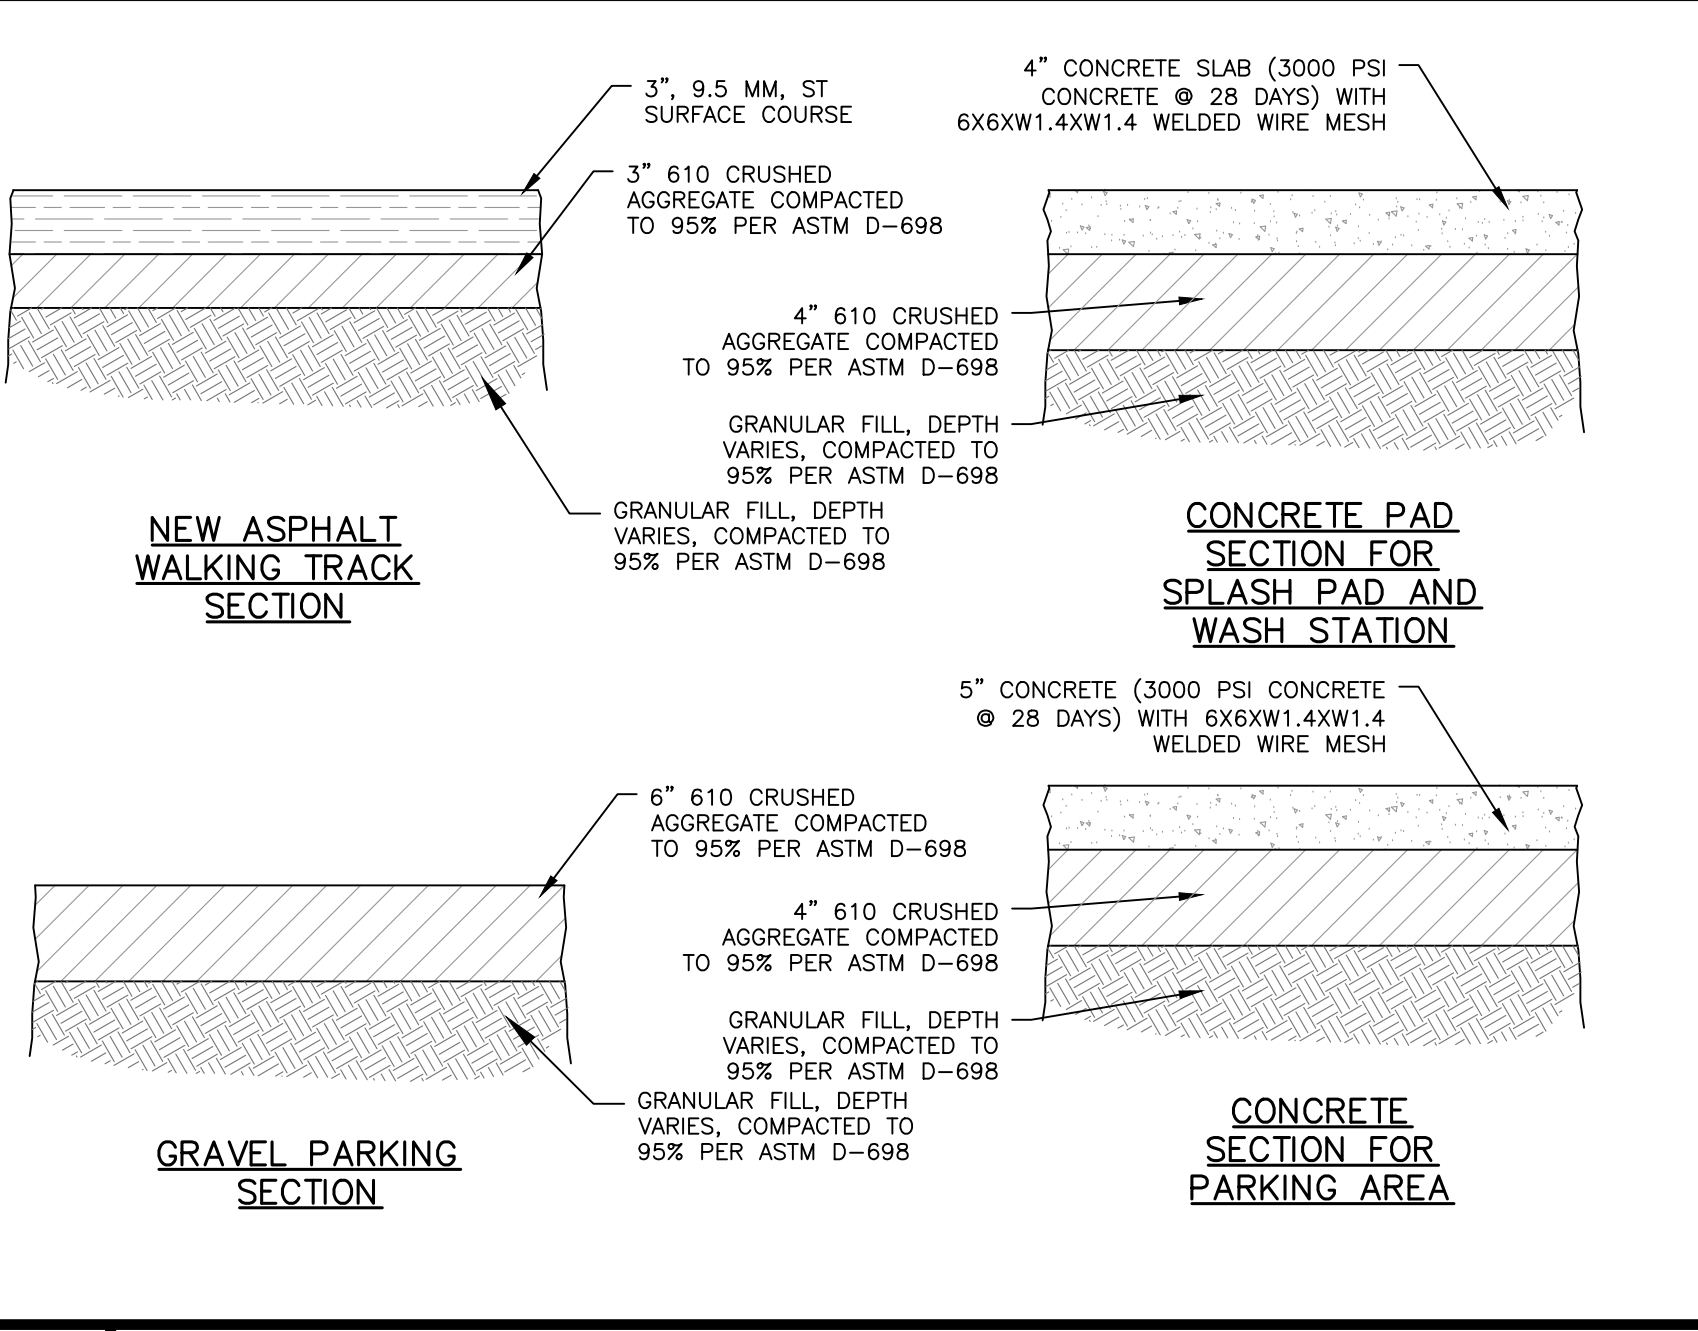 3”, 9.5 MM, ST
SURFACE COURSE
3” 610 CRUSHED
AGGREGATE COMPACTED
TO 95% PER ASTM D-698
GRANULAR FILL, DEPTH
VARIES, COMPACTED TO
95% PER ASTM D-698
NEW ASPHALT
WALKING TRACK
SECTION
4” CONCRETE SLAB (3000 PSI
CONCRETE @ 28 DAYS) WITH
6X6XW1.4XW1.4 WELDED WIRE MESH
4” 610 CRUSHED
AGGREGATE COMPACTED
TO 95% PER ASTM D-698
GRANULAR FILL, DEPTH
VARIES, COMPACTED TO
95% PER ASTM D-698
CONCRETE PAD
SECTION FOR
SPLASH PAD AND
WASH STATION
6” 610 CRUSHED
AGGREGATE COMPACTED
TO 95% PER ASTM D-698
GRANULAR FILL, DEPTH
VARIES, COMPACTED TO
95% PER ASTM D-698
GRAVEL PARKING
SECTION
5” CONCRETE (3000 PSI CONCRETE
@ 28 DAYS) WITH 6X6XW1.4XW1.4
WELDED WIRE MESH
4” 610 CRUSHED
AGGREGATE COMPACTED
TO 95% PER ASTM D-698
GRANULAR FILL, DEPTH
VARIES, COMPACTED TO
95% PER ASTM D-698
CONCRETE
SECTION FOR
PARKING AREA